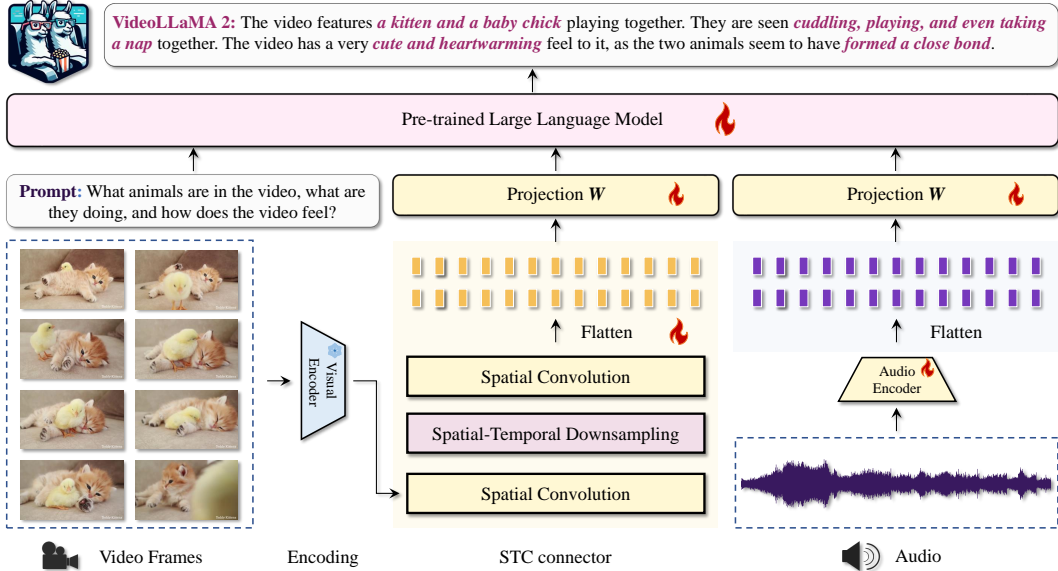 VideoLLaMA 2: The video features a kitten and a baby chick playing together. They are seen cuddling, playing, and even taking
a nap together. The video has a very cute and heartwarming feel to it, as the two animals seem to have formed a close bond.
Pre-trained Large Language Model
Prompt: What animals are in the video, what are
they doing, and how does the video feel?
Projection W
Projection W
Flatten
Flatten
Visual
Encoder
Spatial Convolution
Spatial-Temporal Downsampling
Spatial Convolution
Audio
Encoder
Video Frames
Encoding
STC connector
Audio